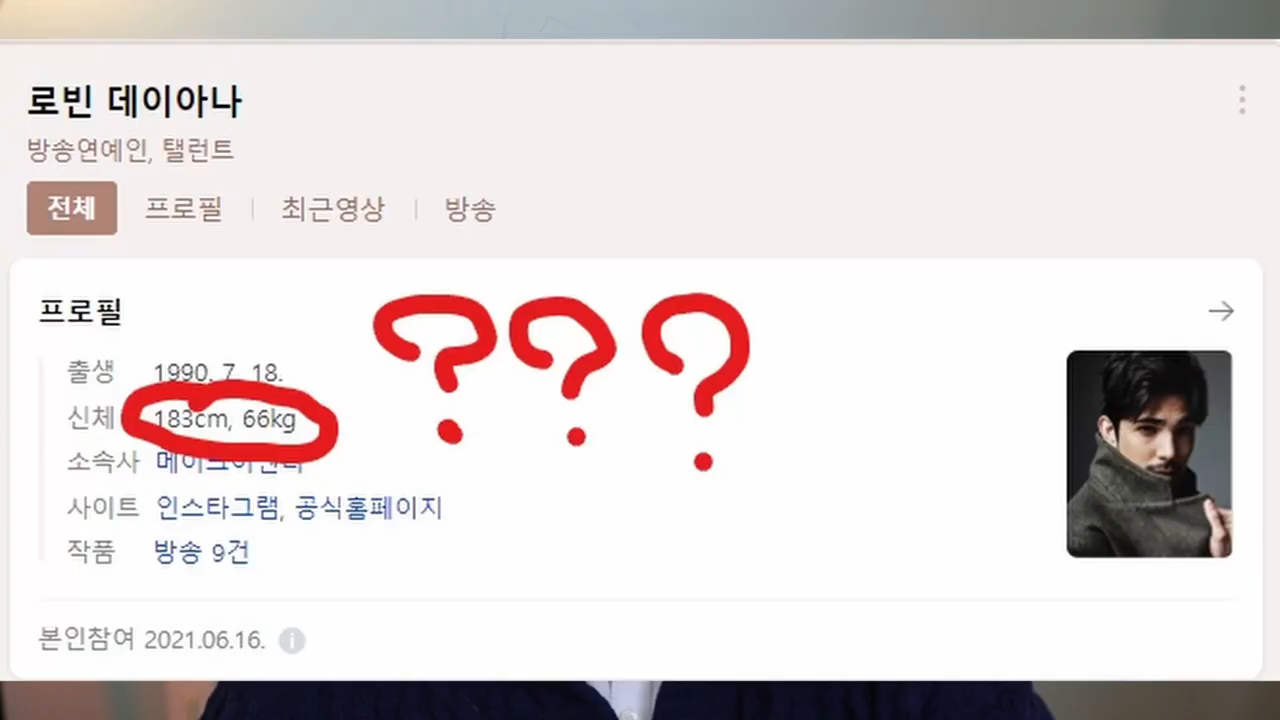 로빈 데이아나
방송연예인, 탤런트
전체 프로필 최근영상 방송
프로필
???
출생 1990. 7. 18.
신체 183cm, 66kg
소속사
사이트 인스타그램, 공식홈페이지
작품 방송 9건
본인참여 2021.06.16.